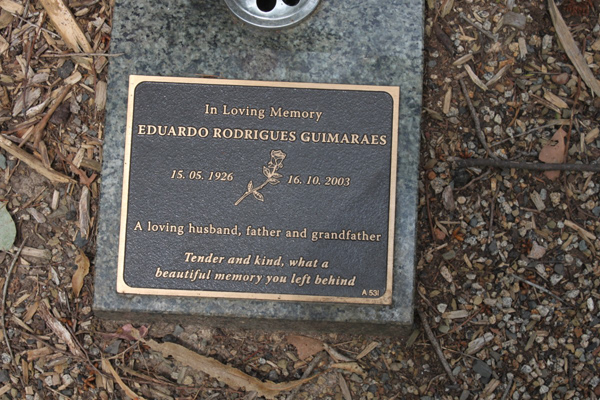 In Loving Memory
EDUARDO RODRIGUES GUIMARAES
15. 05. 1926 16. 10. 2003
A loving husband, father and grandfather
Tender and kind, what a
beautiful memory you left behind
A 531